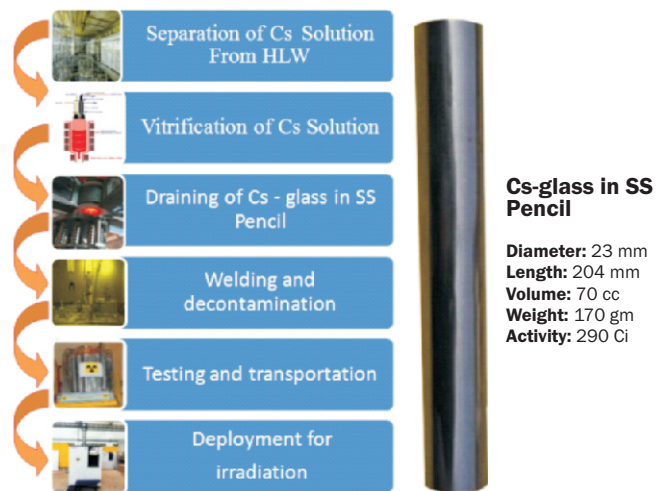 Separation of Cs Solution
From HLW
Vitrification of Cs Solution
Draining of Cs - glass in SS
Pencil
Welding and
decontamination
Testing and transportation
Deployment for
irradiation
Cs-glass in SS
Pencil
Diameter: 23 mm
Length: 204 mm
Volume: 70 cc
Weight: 170 gm
Activity: 290 Ci